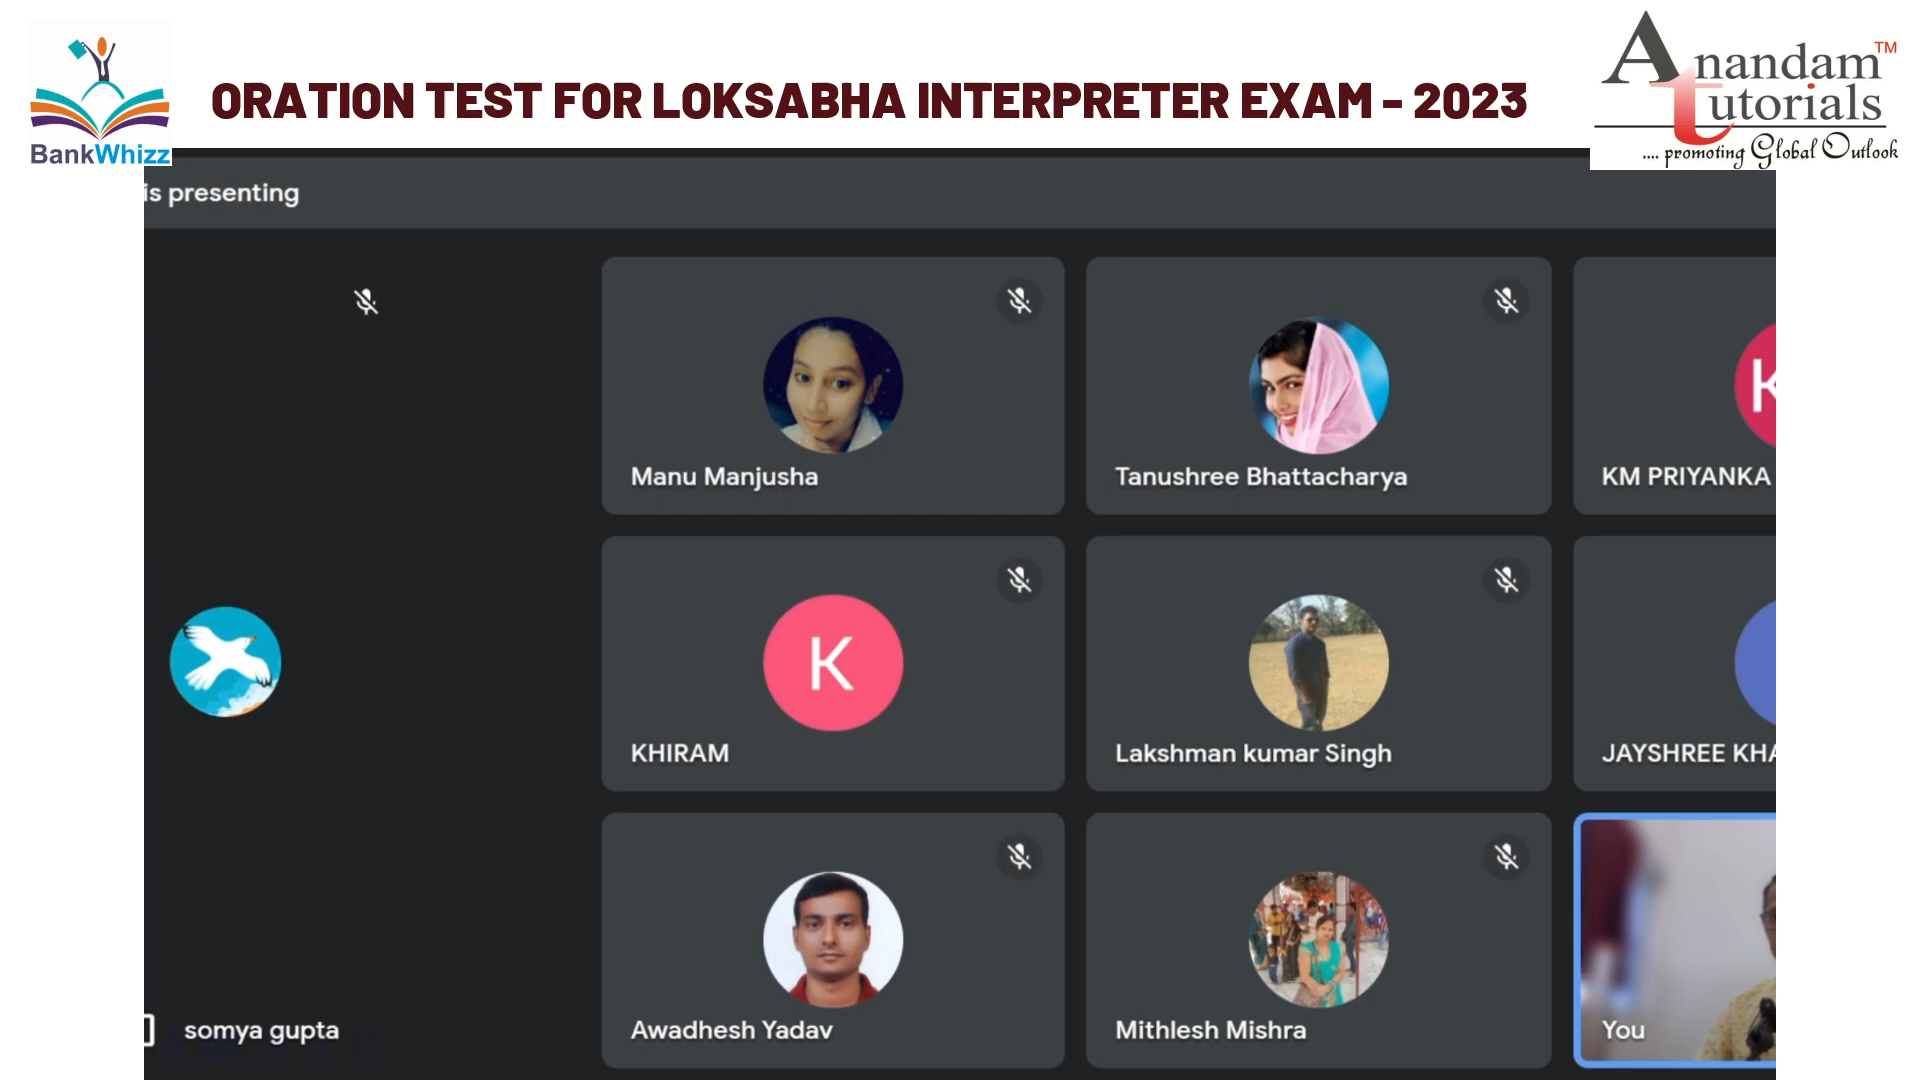 BankWhizz
ORATION TEST FOR LOKSABHA INTERPRETER EXAM - 2023
Anandam TM
tutorials
.... promoting Global Outlook
is presenting
Manu Manjusha
Tanushree Bhattacharya
K
KM PRIYANKA
K
KHIRAM
Lakshman kumar Singh
JAYSHREE KHA
somya gupta
Awadhesh Yadav
Mithlesh Mishra
You